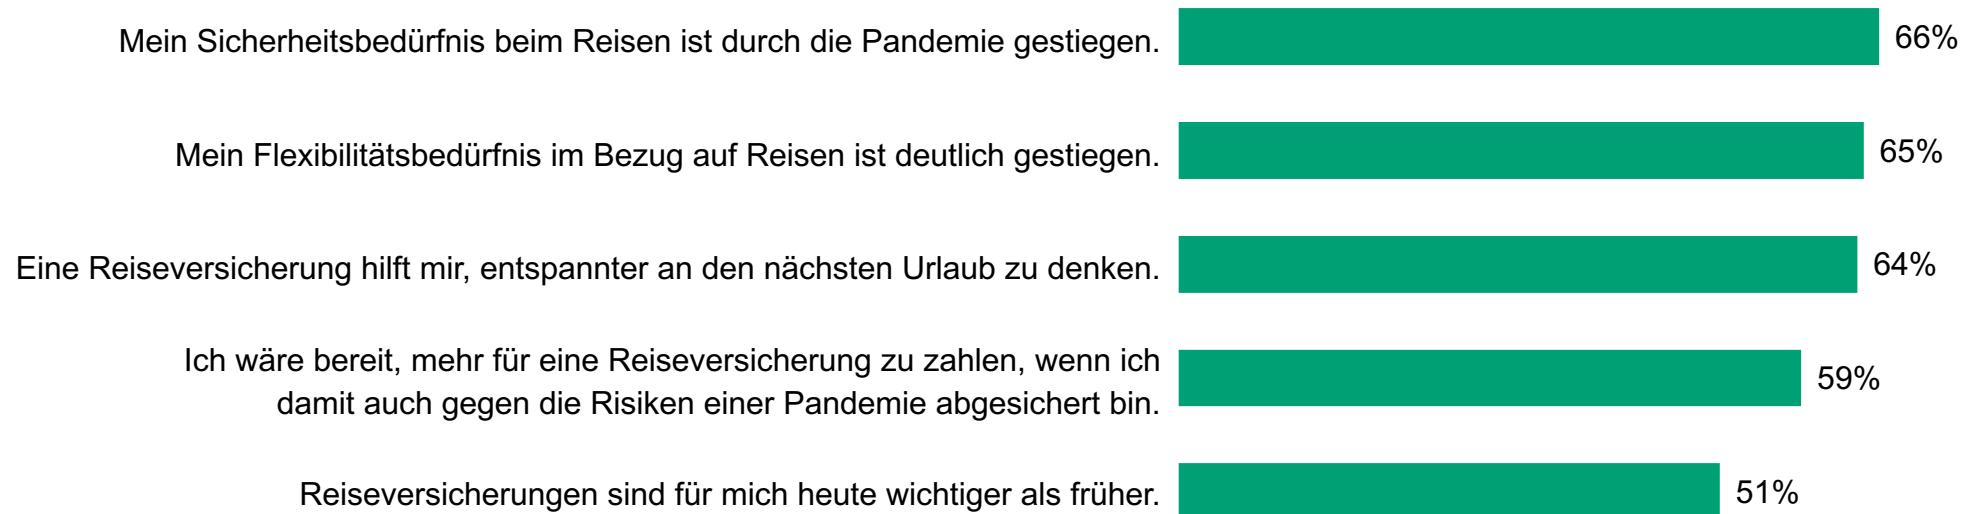 Mein Sicherheitsbedürfnis beim Reisen ist durch die Pandemie gestiegen. 66%
Mein Flexibilitätsbedürfnis im Bezug auf Reisen ist deutlich gestiegen. 65%
Eine Reiseversicherung hilft mir, entspannter an den nächsten Urlaub zu denken. 64%
Ich wäre bereit, mehr für eine Reiseversicherung zu zahlen, wenn ich
damit auch gegen die Risiken einer Pandemie abgesichert bin. 59%
Reiseversicherungen sind für mich heute wichtiger als früher. 51%